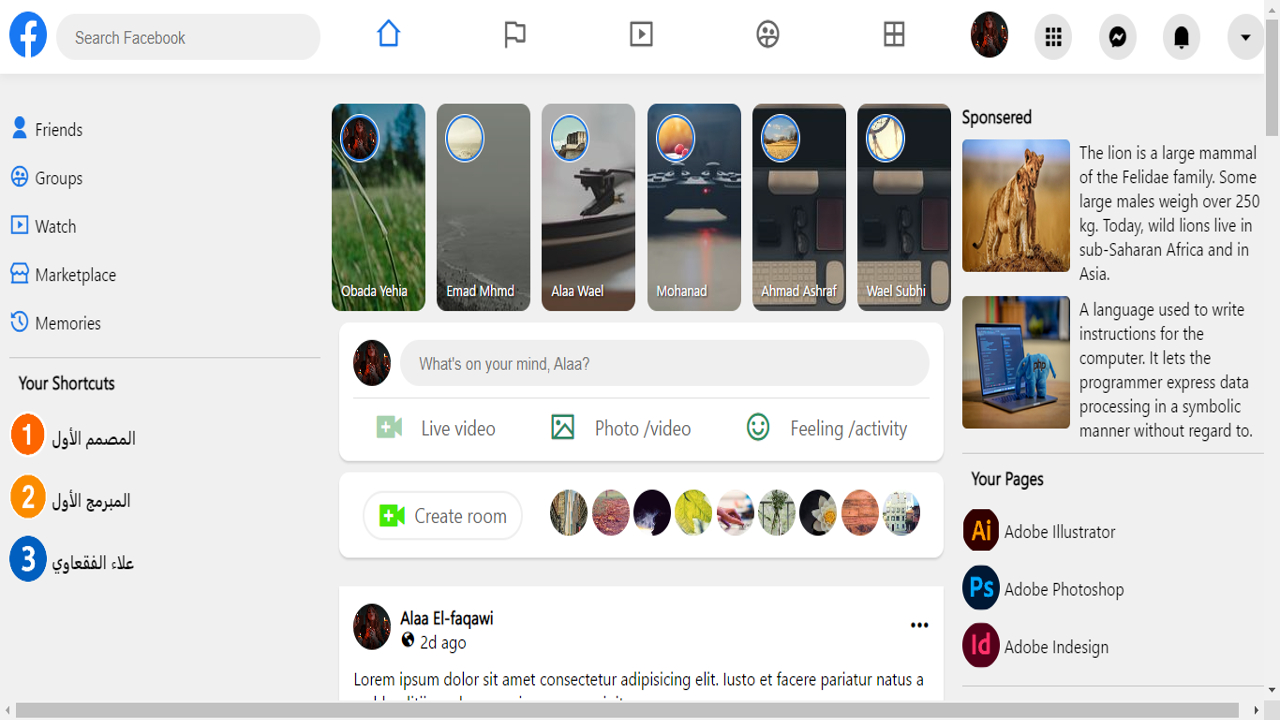 Search Facebook
Friends
Groups
Watch
Marketplace
Memories
Your Shortcuts
1 المصمم الأول
2 المبرمج الأول
3 علاء الفقعاوي
Obada Yehia
Emad Mhmd
Alaa Wael
Mohanad
Ahmad Ashraf
Wael Subhi
What's on your mind, Alaa?
Live video
Photo /video
Feeling /activity
Create room
Alaa El-faqawi
2d ago
Lorem ipsum dolor sit amet consectetur adipisicing elit. Iusto et facere pariatur natus a
Sponsered
The lion is a large mammal
of the Felidae family. Some
large males weigh over 250
kg. Today, wild lions live in
sub-Saharan Africa and in
Asia.
php
A language used to write
instructions for the
computer. It lets the
programmer express data
processing in a symbolic
manner without regard to.
Your Pages
Ai Adobe Illustrator
Ps Adobe Photoshop
Id Adobe Indesign